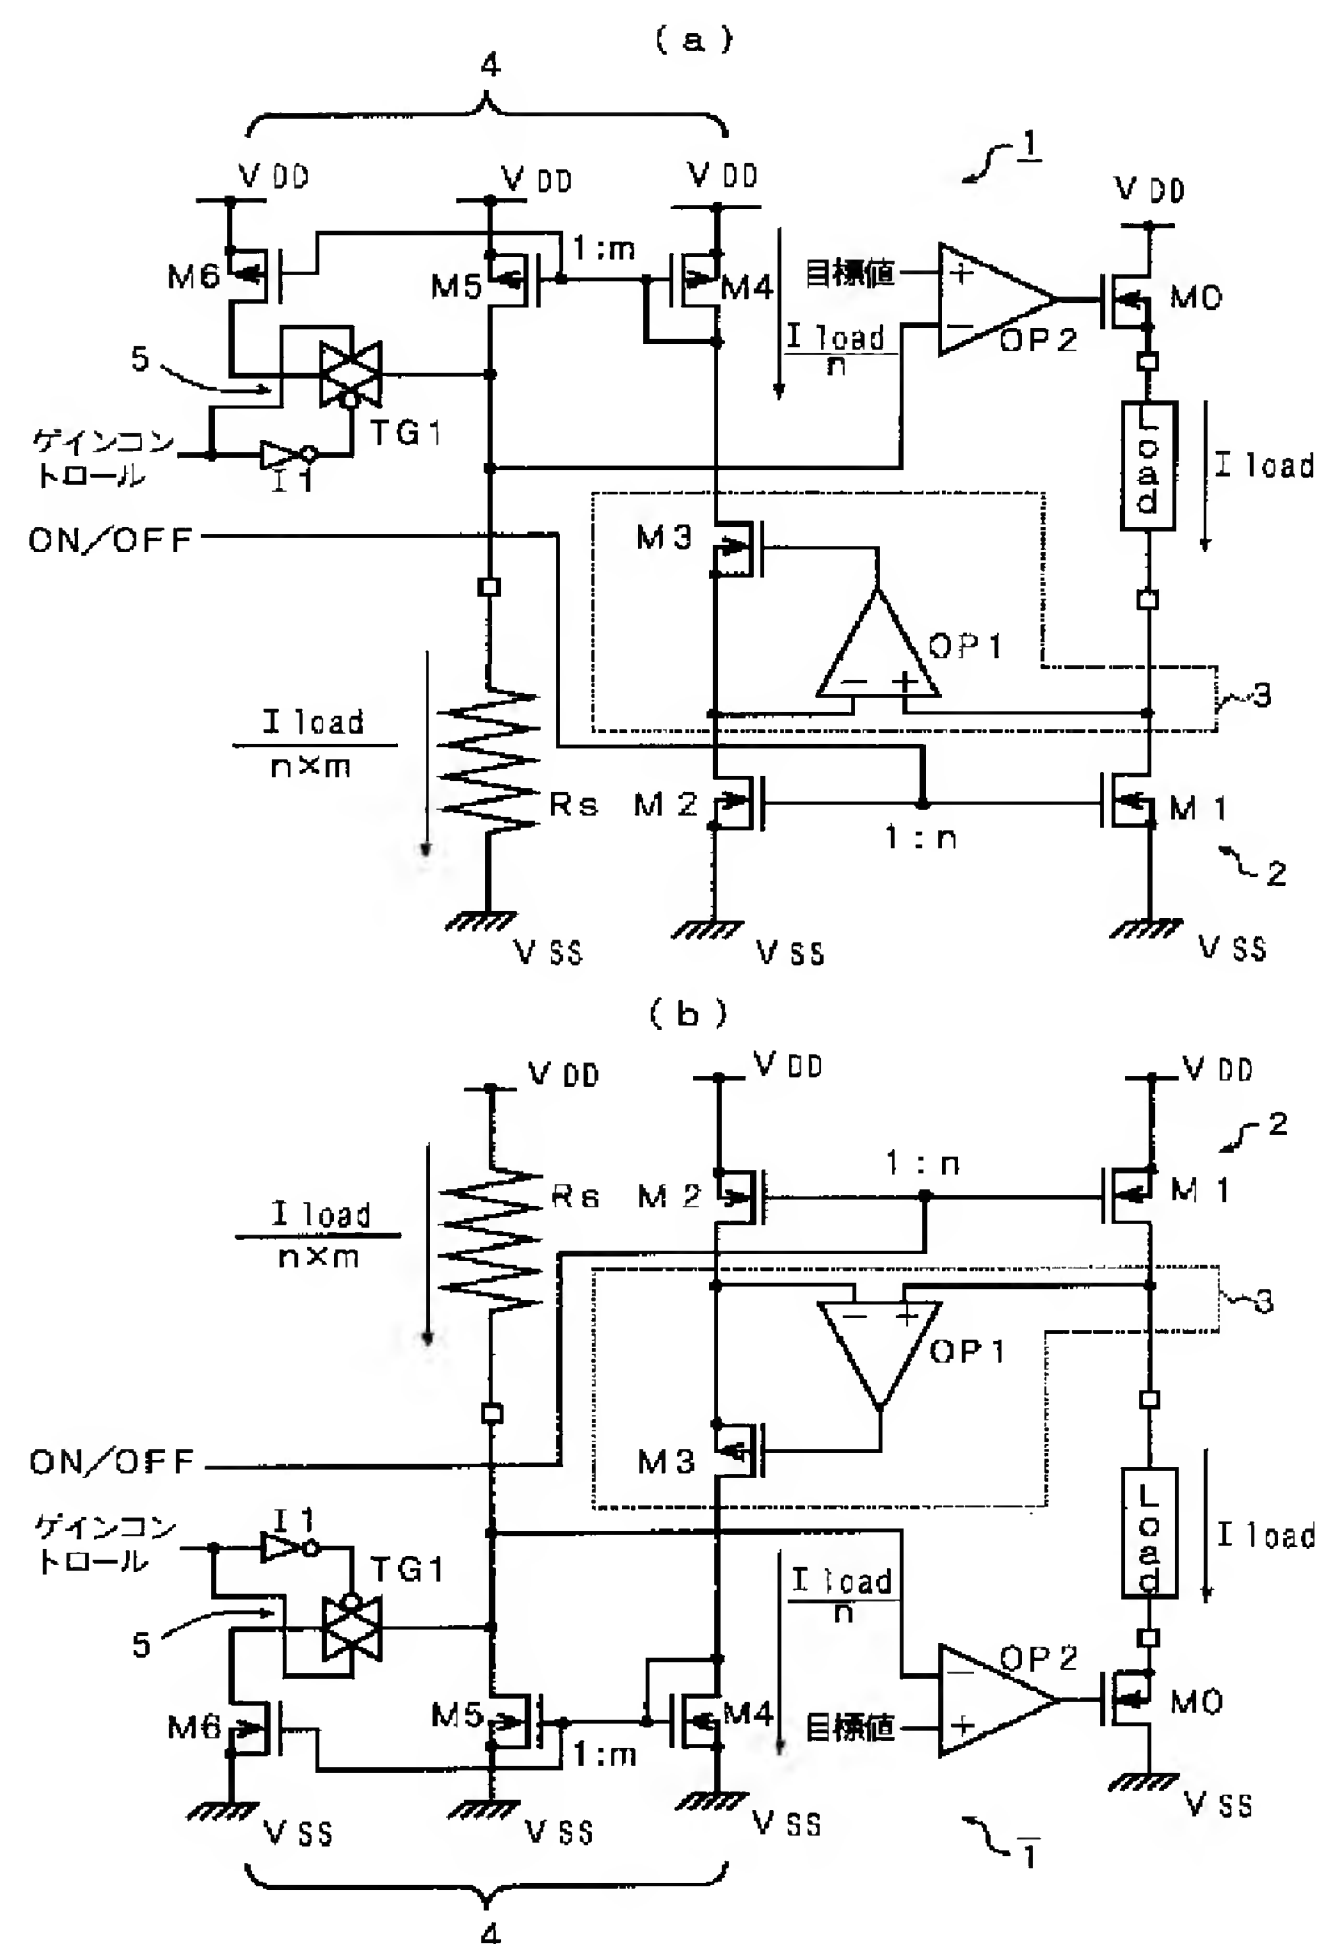 (a)
4
1
VDD
VDD
VDD
VDD
M6
M5
1:m
M4
目標値
+
−
OP2
M0
I load
n
5
TG1
I1
ゲインコン
トロール
Load
I load
ON/OFF
M3
OP1
−
+
3
I load
n×m
Rs
M2
1:n
M1
2
VSS
VSS
VSS
(b)
VDD
VDD
VDD
2
I load
n×m
Rs
M2
1:n
M1
−
+
OP1
3
M3
ON/OFF
ゲインコン
トロール
I1
TG1
5
I load
n
Load
I load
OP2
−
+
目標値
M0
M6
M5
1:m
M4
VSS
VSS
VSS
VSS
1
4